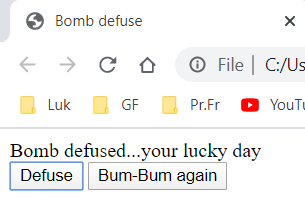 Bomb defuse
File | C:/Us
Luk GF Pr.Fr YouTu
Bomb defused...your lucky day
Defuse Bum-Bum again